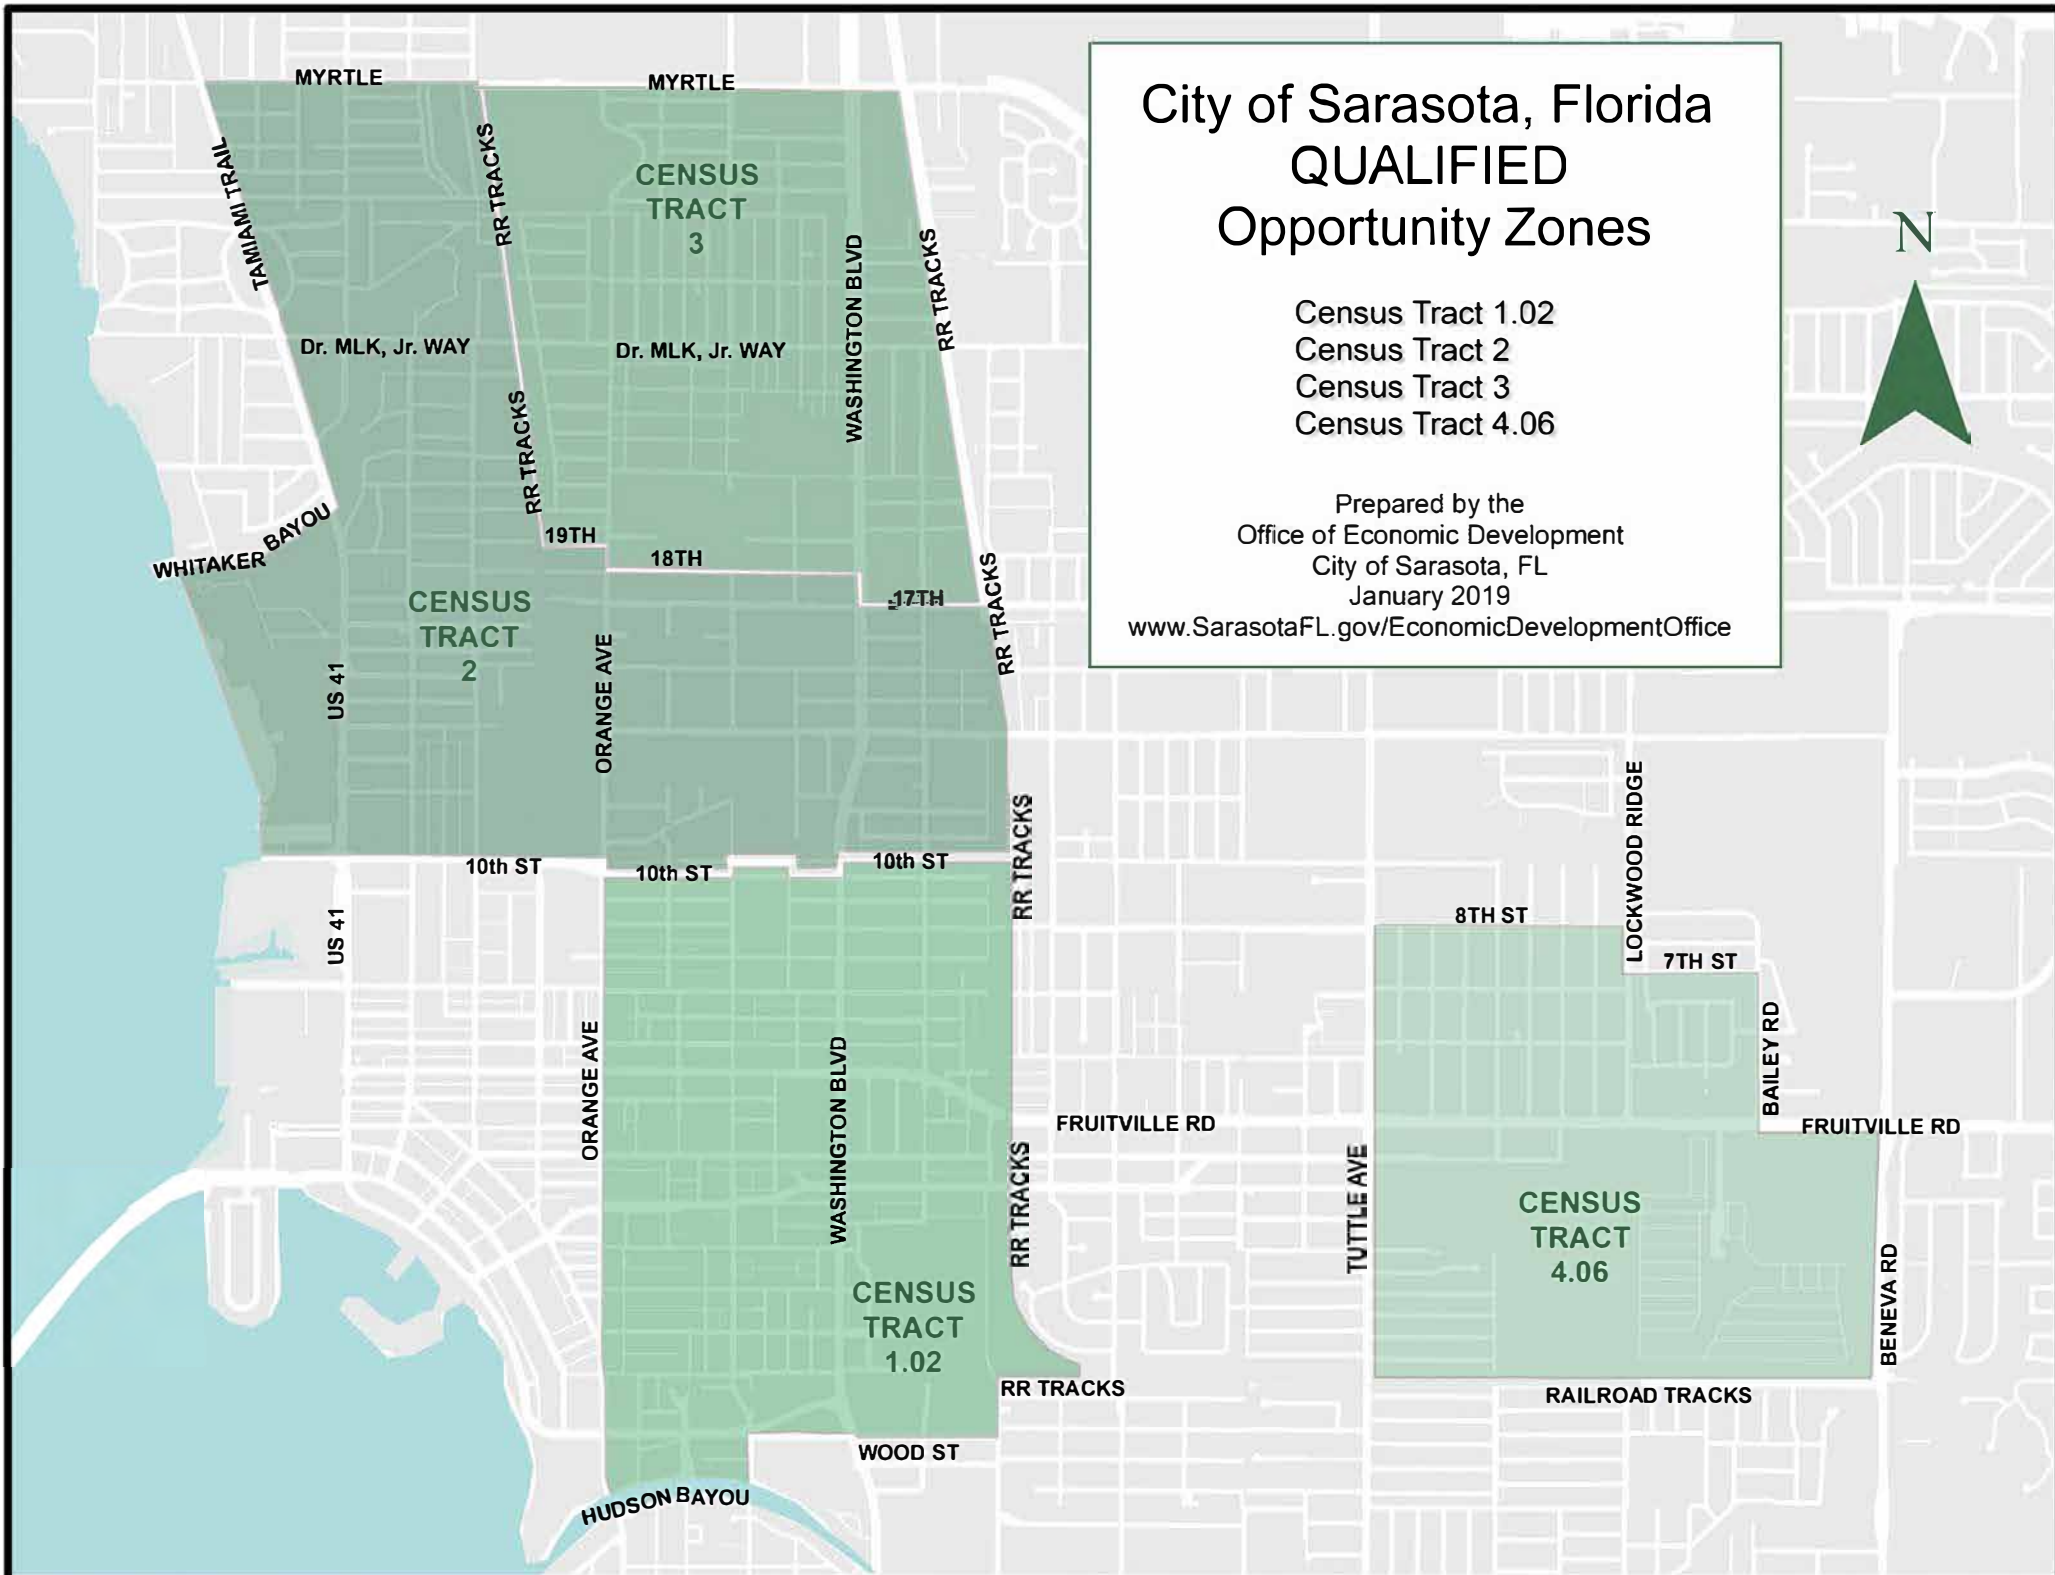 City of Sarasota, Florida
QUALIFIED
Opportunity Zones
Census Tract 1.02
Census Tract 2
Census Tract 3
Census Tract 4.06
Prepared by the
Office of Economic Development
City of Sarasota, FL
January 2019
www.SarasotaFL.gov/EconomicDevelopmentOffice
N
MYRTLE
MYRTLE
TAMIAMI TRAIL
RR TRACKS
CENSUS
TRACT
3
WASHINGTON BLVD
RR TRACKS
Dr. MLK, Jr. WAY
Dr. MLK, Jr. WAY
RR TRACKS
WHITAKER BAYOU
19TH
18TH
17TH
RR TRACKS
CENSUS
TRACT
2
US 41
ORANGE AVE
RR TRACKS
10th ST
10th ST
10th ST
US 41
ORANGE AVE
WASHINGTON BLVD
RR TRACKS
FRUITVILLE RD
CENSUS
TRACT
1.02
RR TRACKS
WOOD ST
HUDSON BAYOU
LOCKWOOD RIDGE
8TH ST
7TH ST
BAILEY RD
FRUITVILLE RD
TUTTLE AVE
CENSUS
TRACT
4.06
BENEVA RD
RAILROAD TRACKS